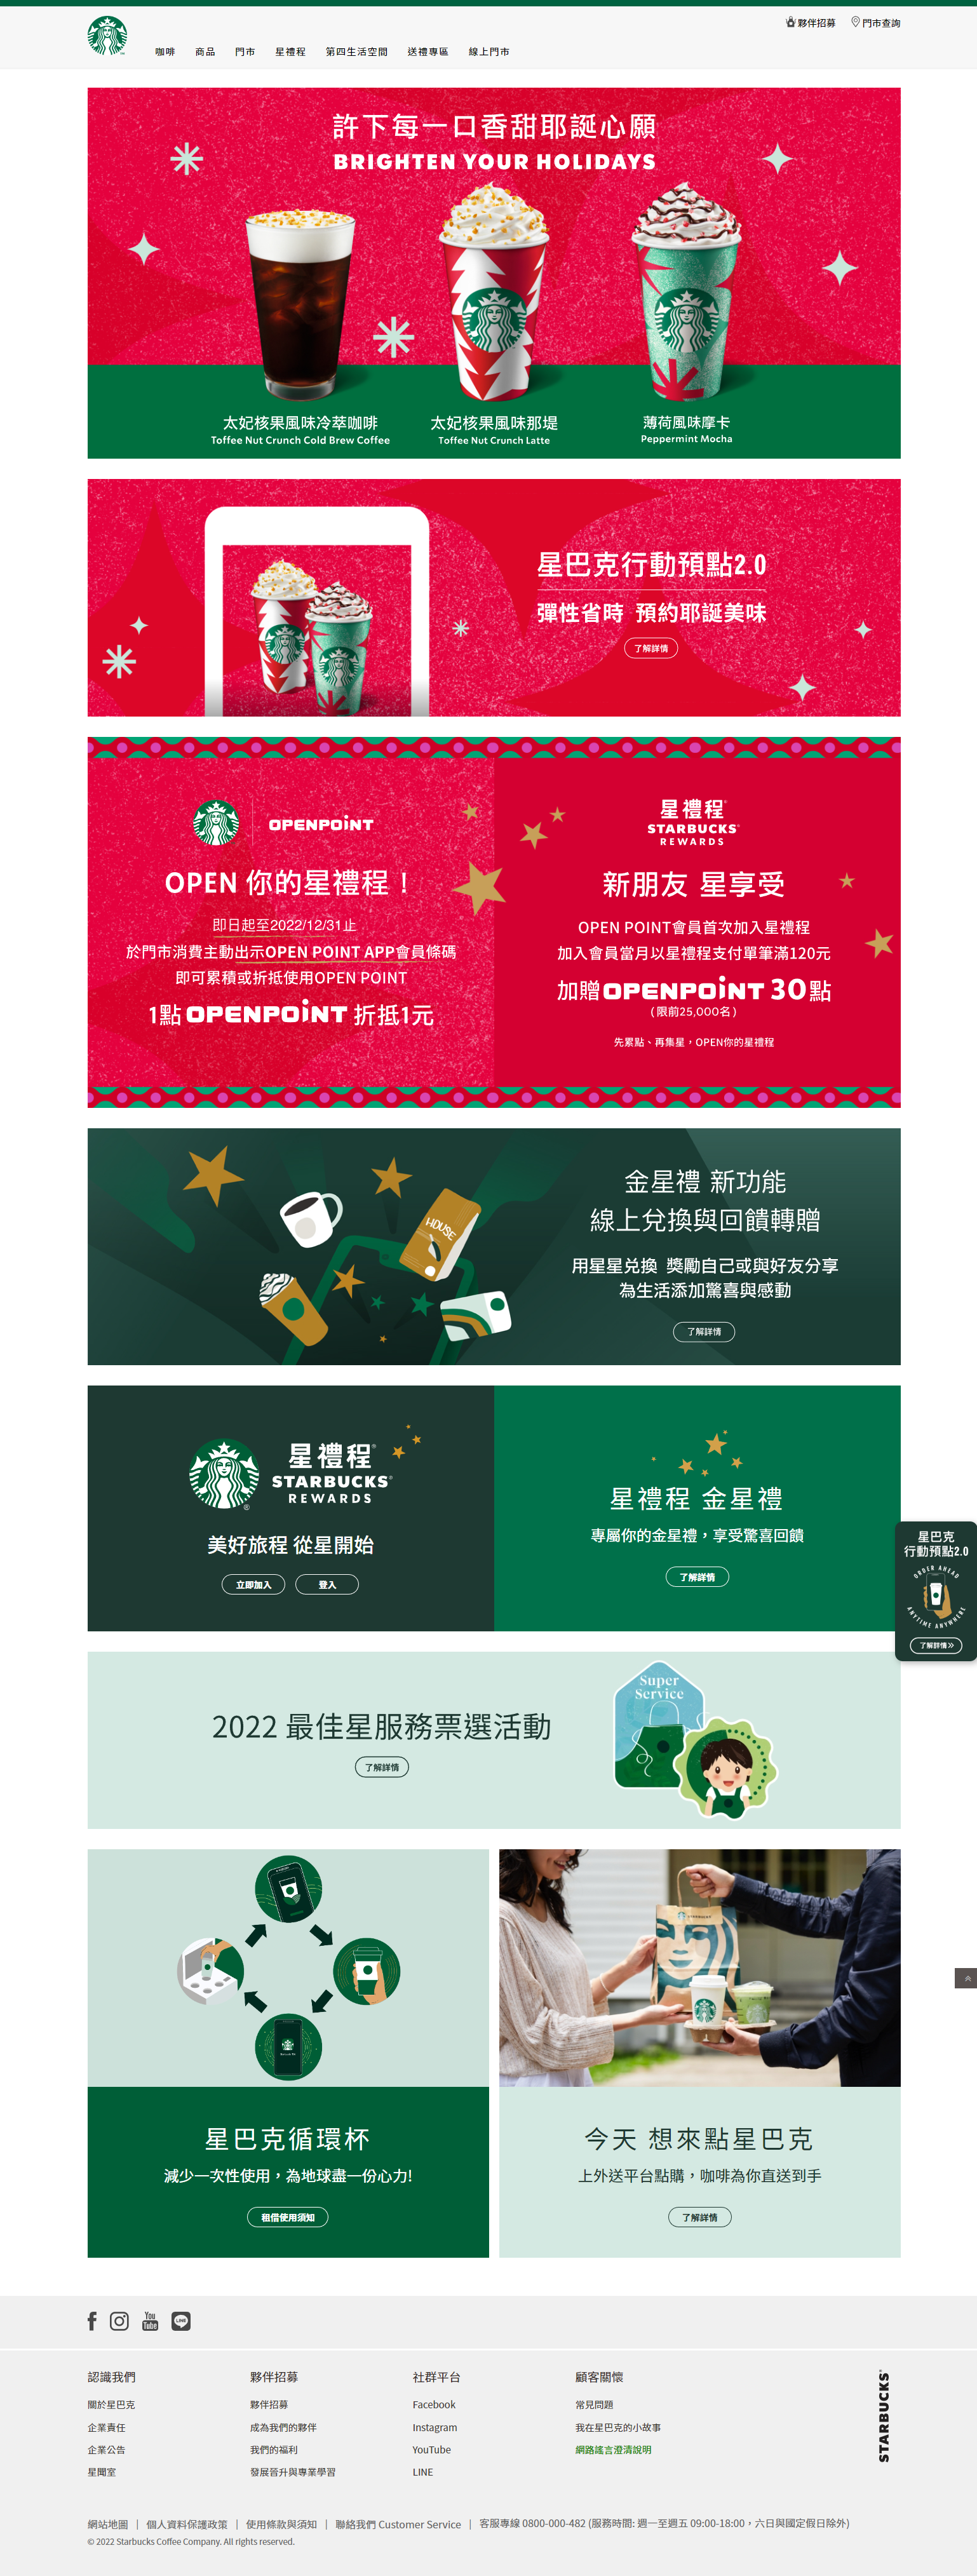 夥伴招募
門市查詢
咖啡 商品 門市 星禮程 第四生活空間 送禮專區 線上門市
許下每一口香甜耶誕心願
BRIGHTEN YOUR HOLIDAYS
太妃核果風味冷萃咖啡
Toffee Nut Crunch Cold Brew Coffee
太妃核果風味那堤
Toffee Nut Crunch Latte
薄荷風味摩卡
Peppermint Mocha
星巴克行動預點2.0
彈性省時 預約耶誕美味
了解詳情
OPENPOINT
OPEN 你的星禮程！
即日起至2022/12/31止
於門市消費主動出示OPEN POINT APP會員條碼
即可累積或折抵使用OPEN POINT
1點 OPENPOINT 折抵1元
星禮程
STARBUCKS®
REWARDS
新朋友 星享受
OPEN POINT會員首次加入星禮程
加入會員當月以星禮程支付單筆滿120元
加贈OPENPOINT 30點
(限前25,000名)
先累點、再集星，OPEN你的星禮程
金星禮 新功能
線上兌換與回饋轉贈
用星星兌換 獎勵自己或與好友分享
為生活添加驚喜與感動
了解詳情
HOUSE
星禮程®
STARBUCKS®
REWARDS
美好旅程 從星開始
立即加入
登入
星禮程 金星禮
專屬你的金星禮，享受驚喜回饋
了解詳情
星巴克
行動預點2.0
ORDER AHEAD
ANYTIME ANYWHERE
了解詳情
2022 最佳星服務票選活動
了解詳情
Super
Service
星巴克循環杯
減少一次性使用，為地球盡一份心力!
租借使用須知
今天 想來點星巴克
上外送平台點購，咖啡為你直送到手
了解詳情
You
Tube
LINE
認識我們
關於星巴克
企業責任
企業公告
星聞室
夥伴招募
夥伴招募
成為我們的夥伴
我們的福利
發展晉升與專業學習
社群平台
Facebook
Instagram
YouTube
LINE
顧客關懷
常見問題
我在星巴克的小故事
網路謠言澄清說明
STARBUCKS®
網站地圖 | 個人資料保護政策 | 使用條款與須知 | 聯絡我們 Customer Service | 客服專線 0800-000-482 (服務時間: 週一至週五 09:00-18:00，六日與國定假日除外)
© 2022 Starbucks Coffee Company. All rights reserved.